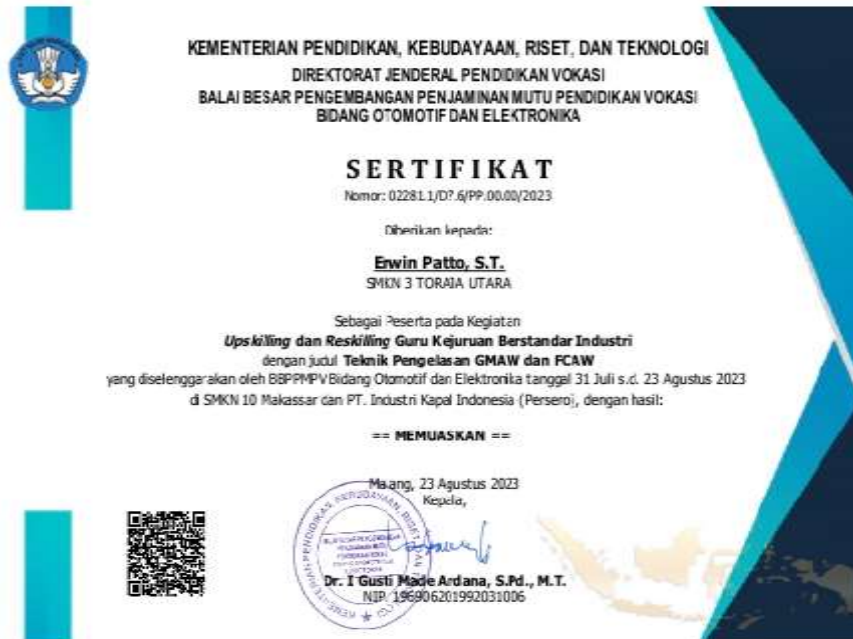 KEMENTERIAN PENDIDIKAN, KEBUDAYAAN, RISET, DAN TEKNOLOGI
DIREKTORAT JENDERAL PENDIDIKAN VOKASI
BALAI BESAR PENGEMBANGAN PENJAMINAN MUTU PENDIDIKAN VOKASI
BIDANG OTOMOTIF DAN ELEKTRONIKA
SERTIFIKAT
Nomor: 02281.1/D7.6/PP.00.00/2023
Diberikan kepada:
Erwin Patto, S.T.
SMKN 3 TORAJA UTARA
Sebagai Peserta pada Kegiatan
Upskilling dan Reskilling Guru Kejuruan Berstandar Industri
dengan judul Teknik Pengelasan GMAW dan FCAW
yang diselenggarakan oleh BBPPMPV Bidang Otomotif dan Elektronika tanggal 31 Juli s.d. 23 Agustus 2023
di SMKN 10 Makassar dan PT. Industri Kapal Indonesia (Persero), dengan hasil:
== MEMUASKAN ==
Malang, 23 Agustus 2023
Kepala,
Dr. I Gusti Made Ardana, S.Pd., M.T.
NIP. 196906201992031006